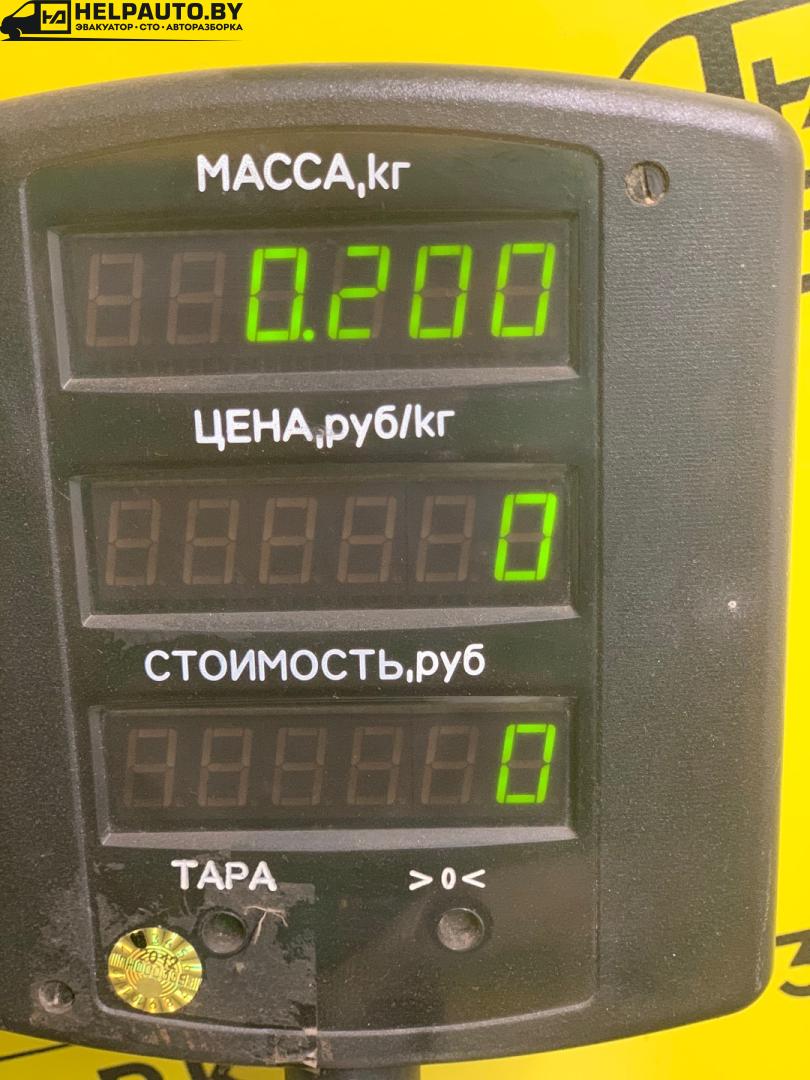 HELPAUTO.BY
ЭВАКУАТОР • СТО • АВТОРАЗБОРКА
МАССА,кг
0.200
ЦЕНА,руб/кг
0
СТОИМОСТЬ,руб
0
ТАРА >0<